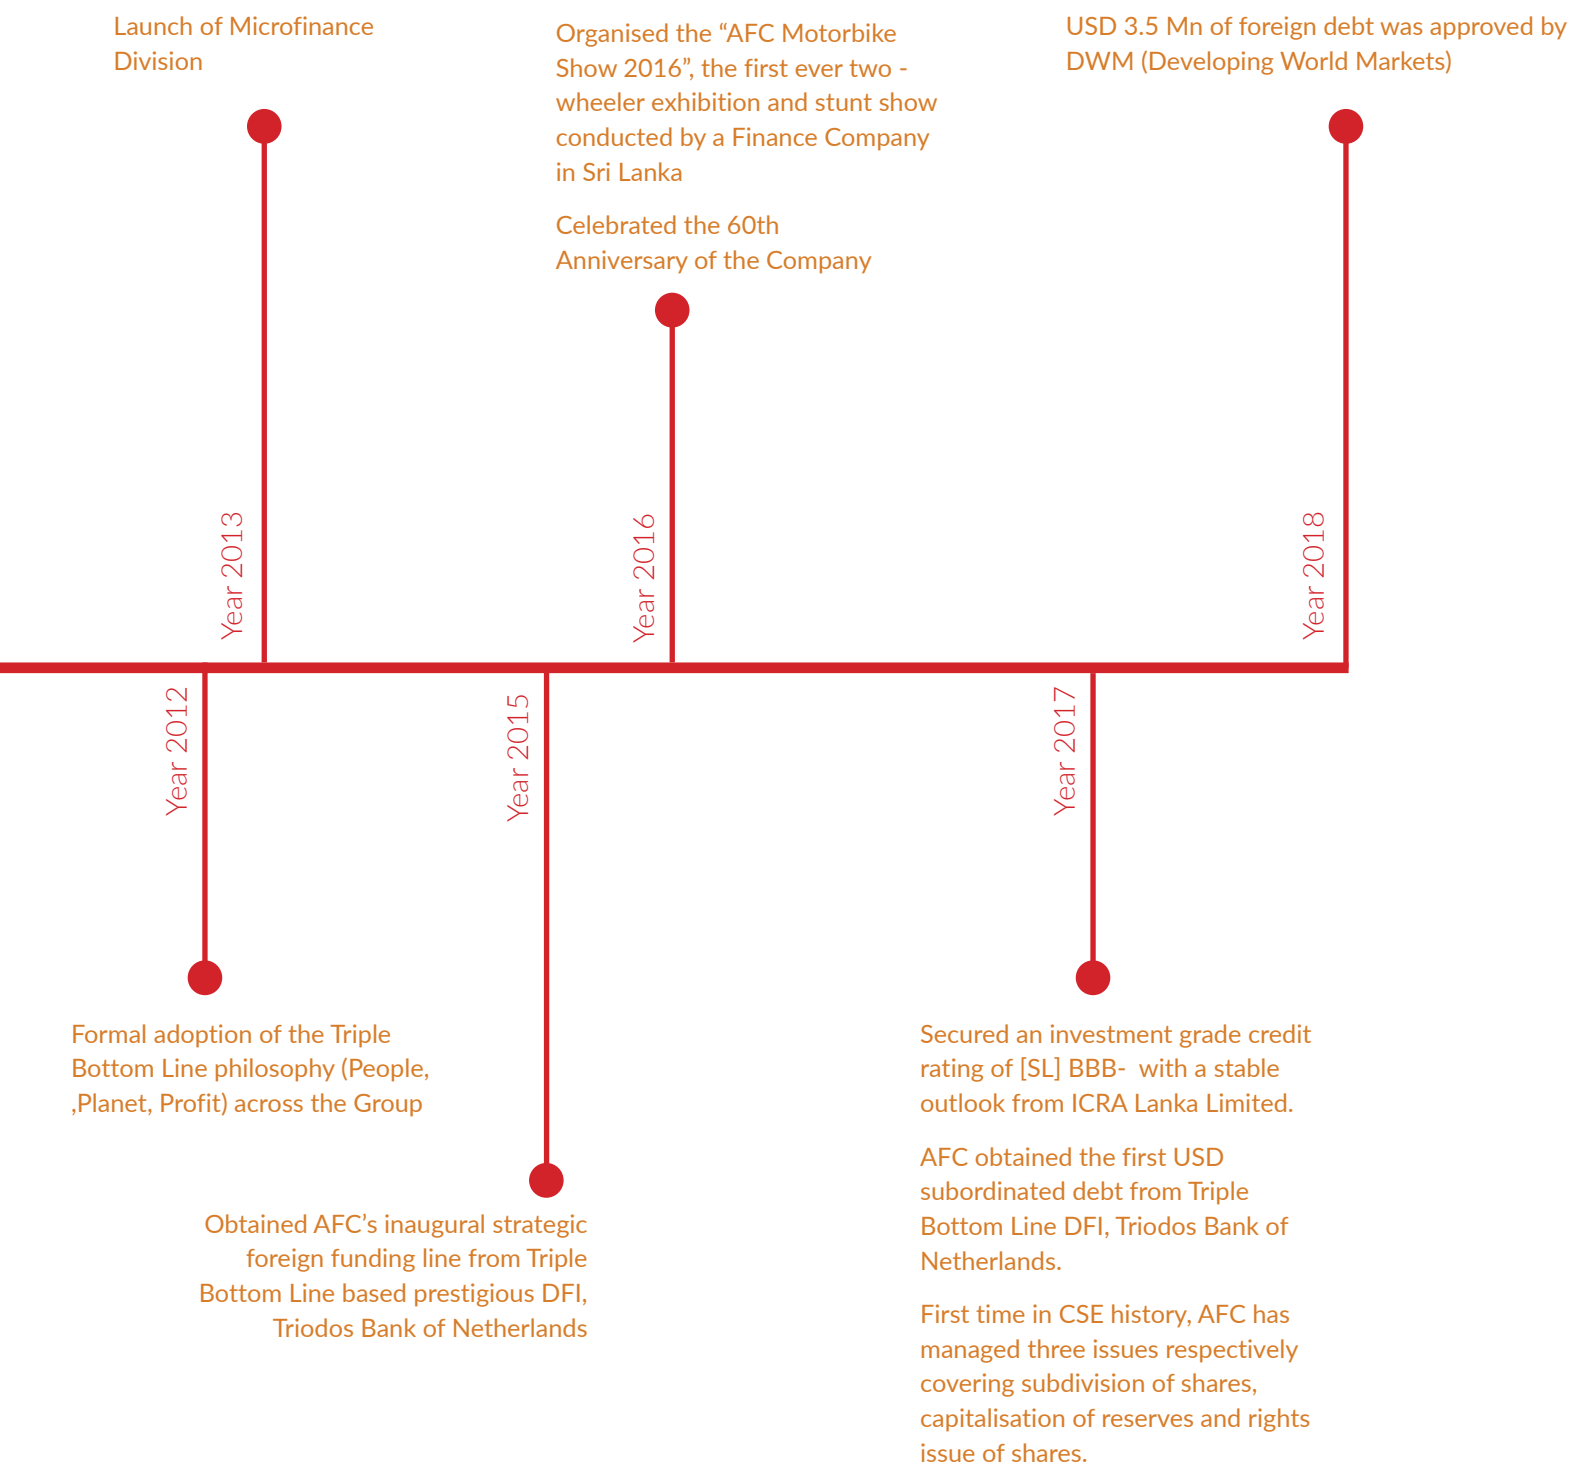 Launch of Microfinance
Division
Year 2013
Organised the “AFC Motorbike
Show 2016”, the first ever two -
wheeler exhibition and stunt show
conducted by a Finance Company
in Sri Lanka
Celebrated the 60th
Anniversary of the Company
Year 2016
USD 3.5 Mn of foreign debt was approved by
DWM (Developing World Markets)
Year 2018
Year 2012
Formal adoption of the Triple
Bottom Line philosophy (People,
,Planet, Profit) across the Group
Year 2015
Obtained AFC’s inaugural strategic
foreign funding line from Triple
Bottom Line based prestigious DFI,
Triodos Bank of Netherlands
Year 2017
Secured an investment grade credit
rating of [SL] BBB-  with a stable
outlook from ICRA Lanka Limited.
AFC obtained the first USD
subordinated debt from Triple
Bottom Line DFI, Triodos Bank of
Netherlands.
First time in CSE history, AFC has
managed three issues respectively
covering subdivision of shares,
capitalisation of reserves and rights
issue of shares.